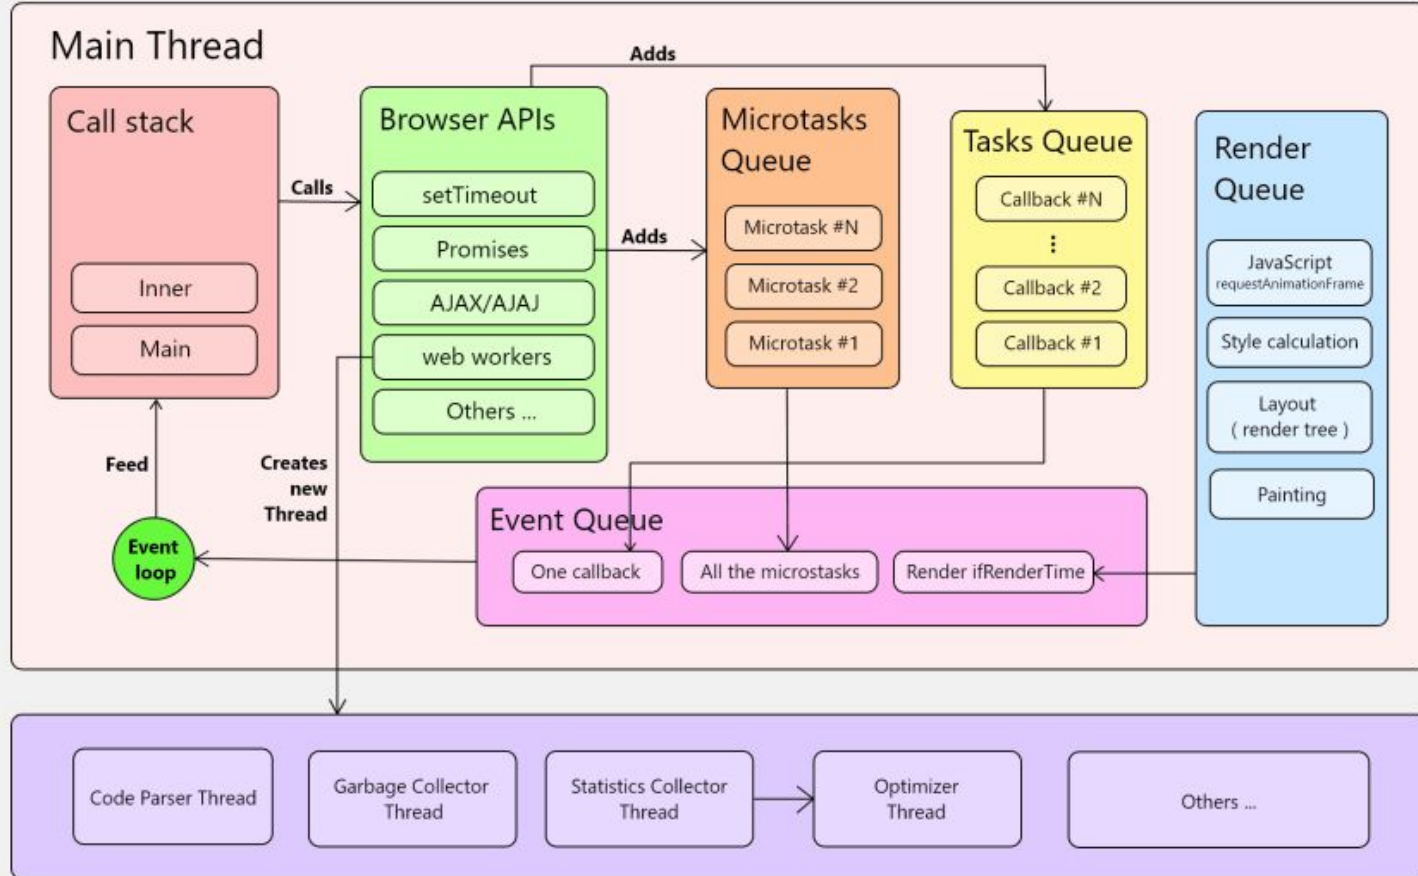 Main Thread
Adds
Call stack
Inner
Main
Calls
Browser APIs
setTimeout
Promises
AJAX/AJAJ
web workers
Others ...
Adds
Microtasks
Queue
Microtask #N
Microtask #2
Microtask #1
Tasks Queue
Callback #N
⋮
Callback #2
Callback #1
Render
Queue
JavaScript
requestAnimationFrame
Style calculation
Layout
( render tree )
Painting
Feed
Creates
new
Thread
Event
loop
Event Queue
One callback
All the microstasks
Render ifRenderTime
Code Parser Thread
Garbage Collector
Thread
Statistics Collector
Thread
Optimizer
Thread
Others ...